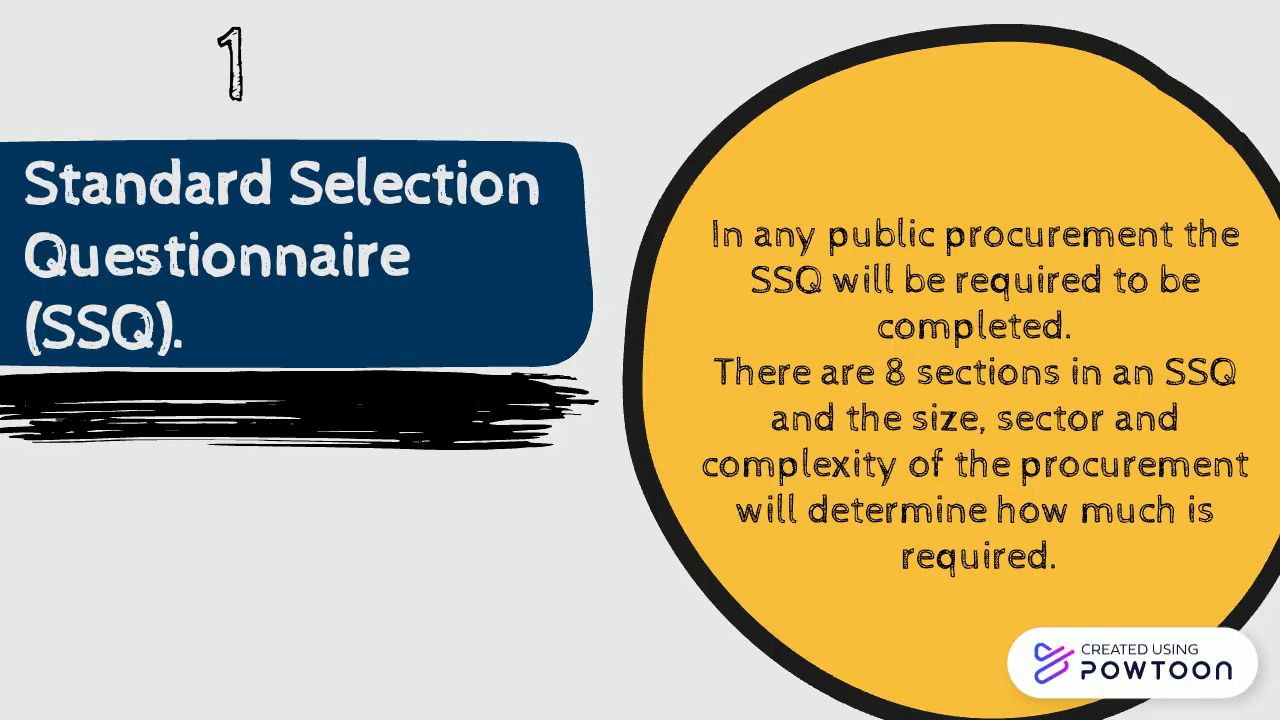 1
Standard Selection
Questionnaire
(SSQ).
In any public procurement the
SSQ will be required to be
completed.
There are 8 sections in an SSQ
and the size, sector and
complexity of the procurement
will determine how much is
required.
CREATED USING
POWTOON